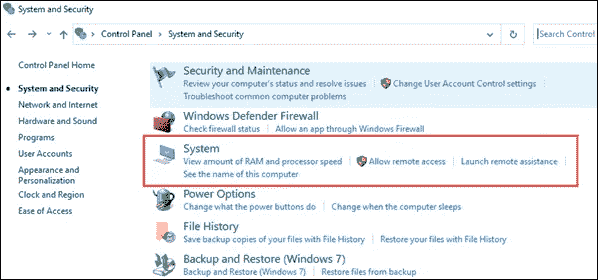 System and Security
Control Panel > System and Security
Search Control
Control Panel Home
System and Security
Network and Internet
Hardware and Sound
Programs
User Accounts
Appearance and
Personalization
Clock and Region
Ease of Access
Security and Maintenance
Review your computer's status and resolve issues | Change User Account Control settings
Troubleshoot common computer problems
Windows Defender Firewall
Check firewall status | Allow an app through Windows Firewall
System
View amount of RAM and processor speed | Allow remote access | Launch remote assistance
See the name of this computer
Power Options
Change what the power buttons do | Change when the computer sleeps
File History
Save backup copies of your files with File History | Restore your files with File History
Backup and Restore (Windows 7)
Backup and Restore (Windows 7) | Restore files from backup